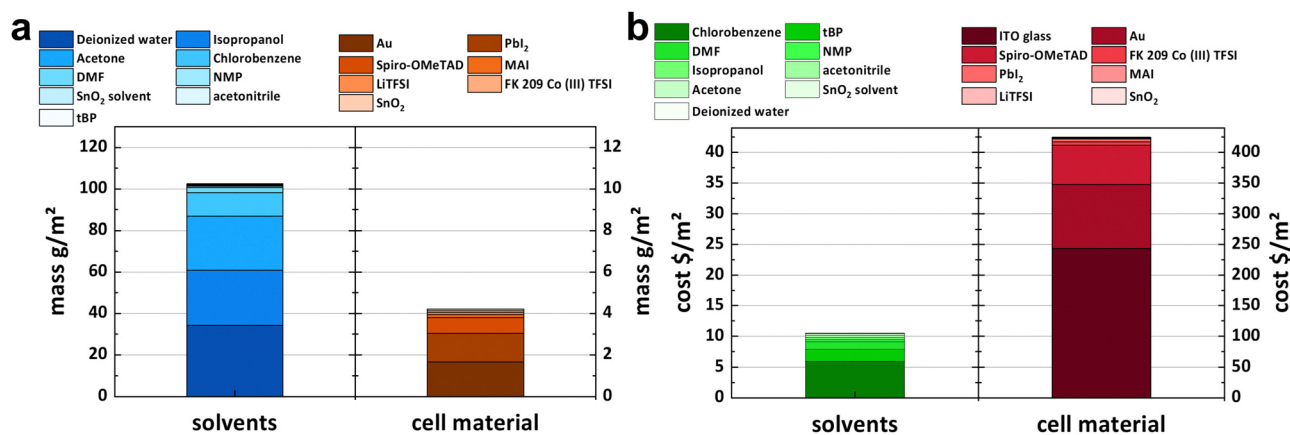 a
Deionized water
Isopropanol
Acetone
Chlorobenzene
DMF
NMP
SnO₂ solvent
acetonitrile
tBP
Au
PbI₂
Spiro-OMeTAD
MAI
LiTFSI
FK 209 Co (III) TFSI
SnO₂
mass g/m²
120
100
80
60
40
20
0
12
10
8
6
4
2
0
mass g/m²
solvents
cell material
b
Chlorobenzene
tBP
DMF
NMP
Isopropanol
acetonitrile
Acetone
SnO₂ solvent
Deionized water
ITO glass
Au
Spiro-OMeTAD
FK 209 Co (III) TFSI
PbI₂
MAI
LiTFSI
SnO₂
cost $/m²
40
35
30
25
20
15
10
5
0
400
350
300
250
200
150
100
50
0
cost $/m²
solvents
cell material